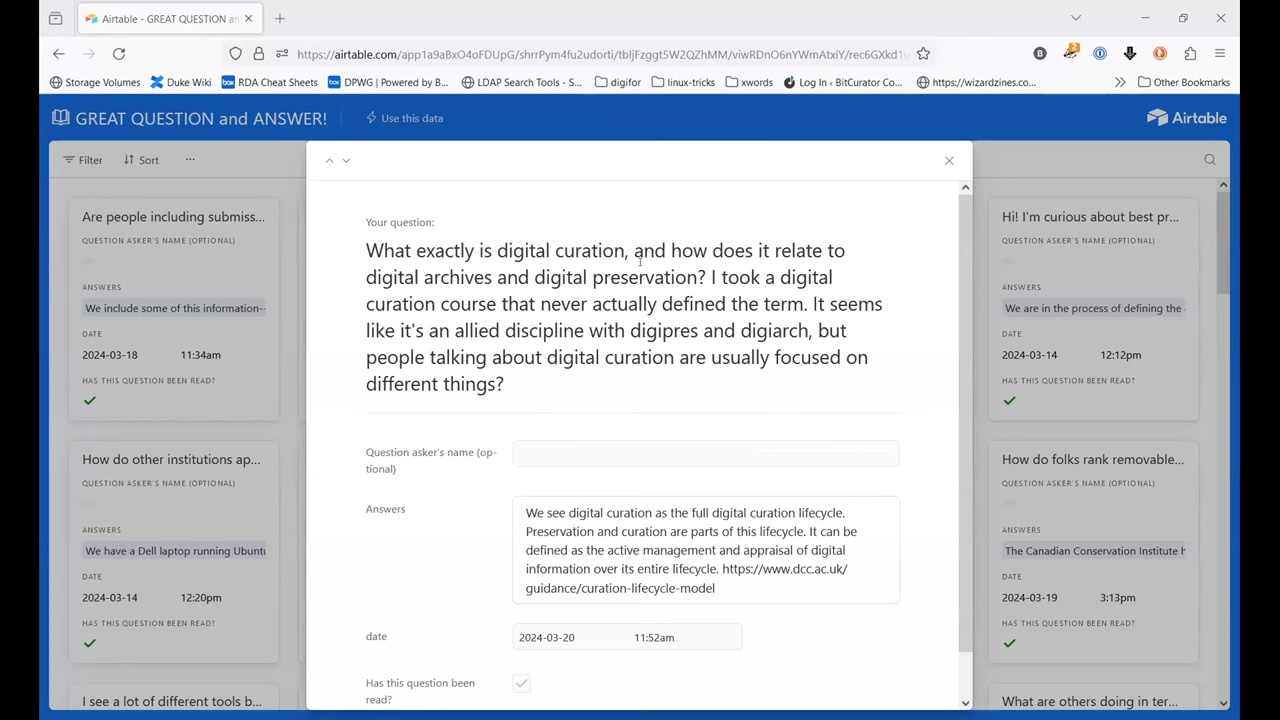 Airtable - GREAT QUESTION an
https://airtable.com/app1a9aBxO4oFDUpG/shrrPym4fu2udorti/tbljFzggt5W2QZhMM/viwRDnO6nYWmAtxiY/rec6GXkd1
2
Storage Volumes
Duke Wiki
RDA Cheat Sheets
DPWG | Powered by B...
LDAP Search Tools - S...
digifor
linux-tricks
xwords
Log In ‹ BitCurator Co...
https://wizardzines.co...
Other Bookmarks
GREAT QUESTION and ANSWER!
Use this data
Airtable
Filter
Sort
...
Are people including submiss...
QUESTION ASKER'S NAME (OPTIONAL)
ANSWERS
We include some of this information--
DATE
2024-03-18 11:34am
HAS THIS QUESTION BEEN READ?
How do other institutions ap...
QUESTION ASKER'S NAME (OPTIONAL)
ANSWERS
We have a Dell laptop running Ubuntu
DATE
2024-03-14 12:20pm
HAS THIS QUESTION BEEN READ?
I see a lot of different tools b...
Your question:
What exactly is digital curation, and how does it relate to
digital archives and digital preservation? I took a digital
curation course that never actually defined the term. It seems
like it's an allied discipline with digipres and digiarch, but
people talking about digital curation are usually focused on
different things?
Question asker's name (op-
tional)
Answers
We see digital curation as the full digital curation lifecycle.
Preservation and curation are parts of this lifecycle. It can be
defined as the active management and appraisal of digital
information over its entire lifecycle. https://www.dcc.ac.uk/
guidance/curation-lifecycle-model
date
2024-03-20 11:52am
Has this question been
read?
Hi! I'm curious about best pr...
QUESTION ASKER'S NAME (OPTIONAL)
ANSWERS
We are in the process of defining the
DATE
2024-03-14 12:12pm
HAS THIS QUESTION BEEN READ?
How do folks rank removable...
QUESTION ASKER'S NAME (OPTIONAL)
ANSWERS
The Canadian Conservation Institute h
DATE
2024-03-19 3:13pm
HAS THIS QUESTION BEEN READ?
What are others doing in ter...